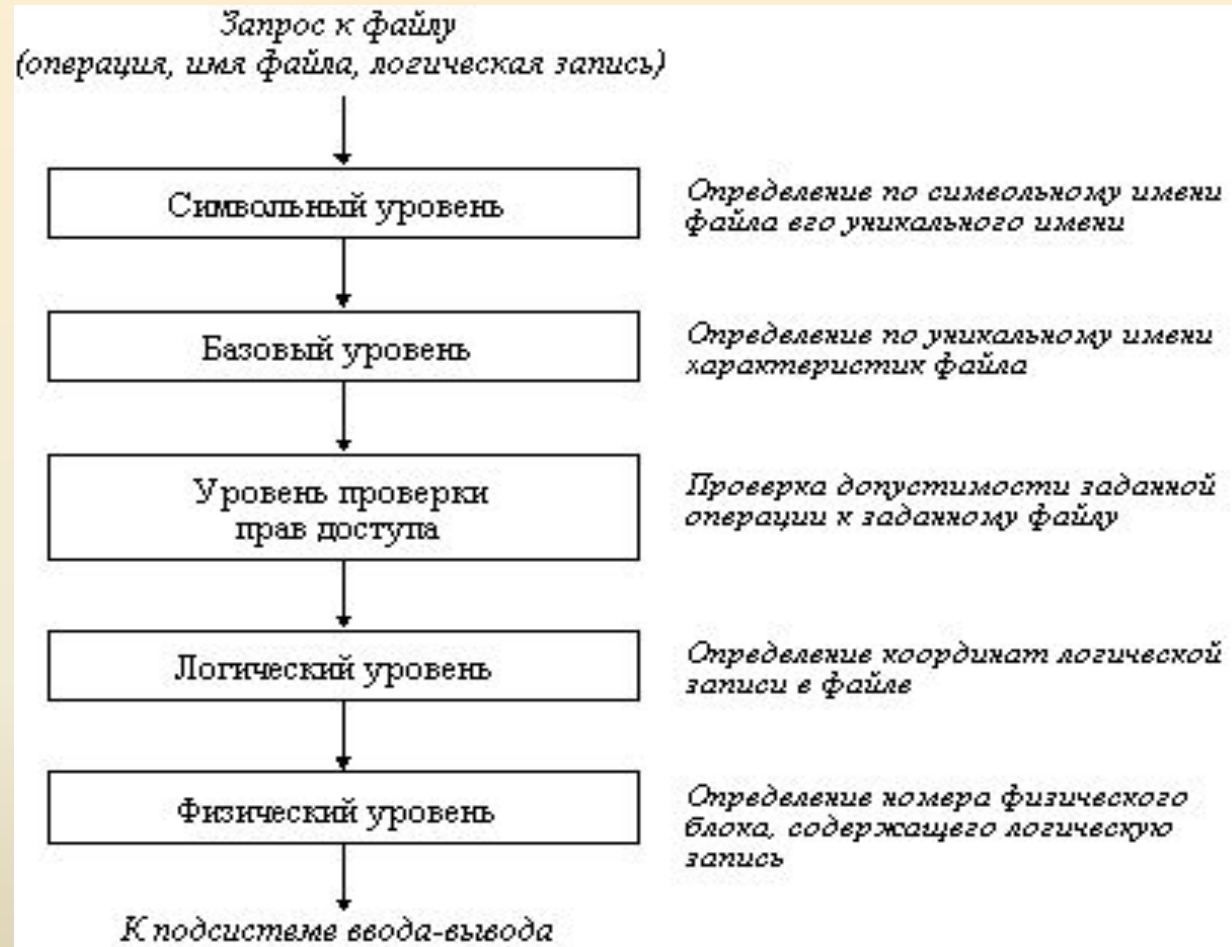 Запрос к файлу
(операция, имя файла, логическая запись)
Символьный уровень
Определение по символьному имени
файла его уникального имени
Базовый уровень
Определение по уникальному имени
характеристик файла
Уровень проверки
прав доступа
Проверка допустимости заданной
операции к заданному файлу
Логический уровень
Определение координат логической
записи в файле
Физический уровень
Определение номера физического
блока, содержащего логическую
запись
К подсистеме ввода-вывода